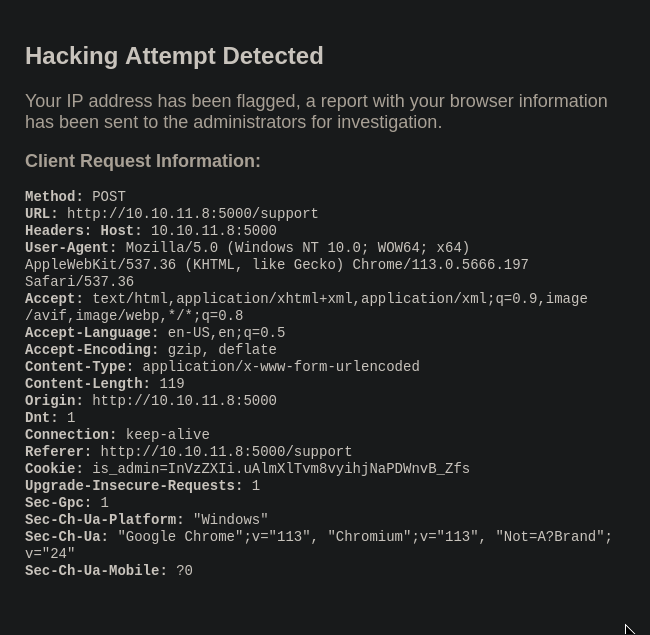 Hacking Attempt Detected
Your IP address has been flagged, a report with your browser information
has been sent to the administrators for investigation.
Client Request Information:
Method: POST
URL: http://10.10.11.8:5000/support
Headers: Host: 10.10.11.8:5000
User-Agent: Mozilla/5.0 (Windows NT 10.0; WOW64; x64)
AppleWebKit/537.36 (KHTML, like Gecko) Chrome/113.0.5666.197
Safari/537.36
Accept: text/html,application/xhtml+xml,application/xml;q=0.9,image
/avif,image/webp,*/*;q=0.8
Accept-Language: en-US,en;q=0.5
Accept-Encoding: gzip, deflate
Content-Type: application/x-www-form-urlencoded
Content-Length: 119
Origin: http://10.10.11.8:5000
Dnt: 1
Connection: keep-alive
Referer: http://10.10.11.8:5000/support
Cookie: is_admin=InVzZXIi.uAlmXlTvm8vyihjNaPDWnvB_Zfs
Upgrade-Insecure-Requests: 1
Sec-Gpc: 1
Sec-Ch-Ua-Platform: "Windows"
Sec-Ch-Ua: "Google Chrome";v="113", "Chromium";v="113", "Not=A?Brand";
v="24"
Sec-Ch-Ua-Mobile: ?0